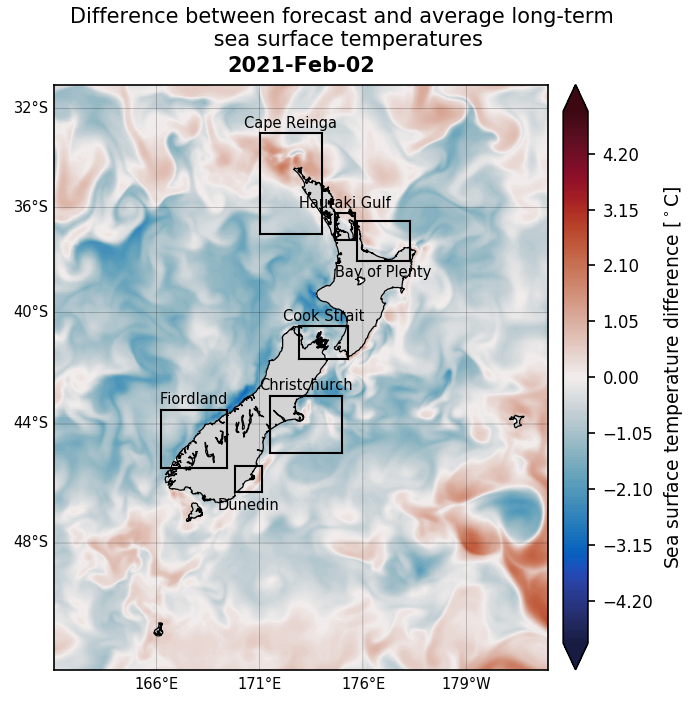 Difference between forecast and average long-term
sea surface temperatures
2021-Feb-02
32°S
36°S
40°S
44°S
48°S
166°E
171°E
176°E
179°W
Cape Reinga
Hauraki Gulf
Bay of Plenty
Cook Strait
Christchurch
Fiordland
Dunedin
4.20
3.15
2.10
1.05
0.00
−1.05
−2.10
−3.15
−4.20
Sea surface temperature difference [°C]